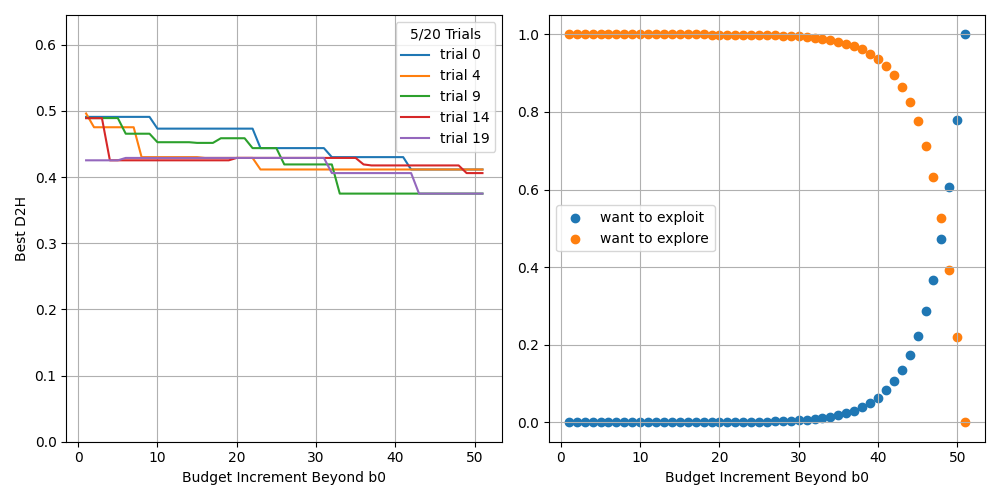 5/20 Trials
trial 0
trial 4
trial 9
trial 14
trial 19
0.6
0.5
0.4
0.3
0.2
0.1
0.0
Best D2H
0 10 20 30 40 50
Budget Increment Beyond b0
1.0
0.8
0.6
0.4
0.2
0.0
want to exploit
want to explore
0 10 20 30 40 50
Budget Increment Beyond b0